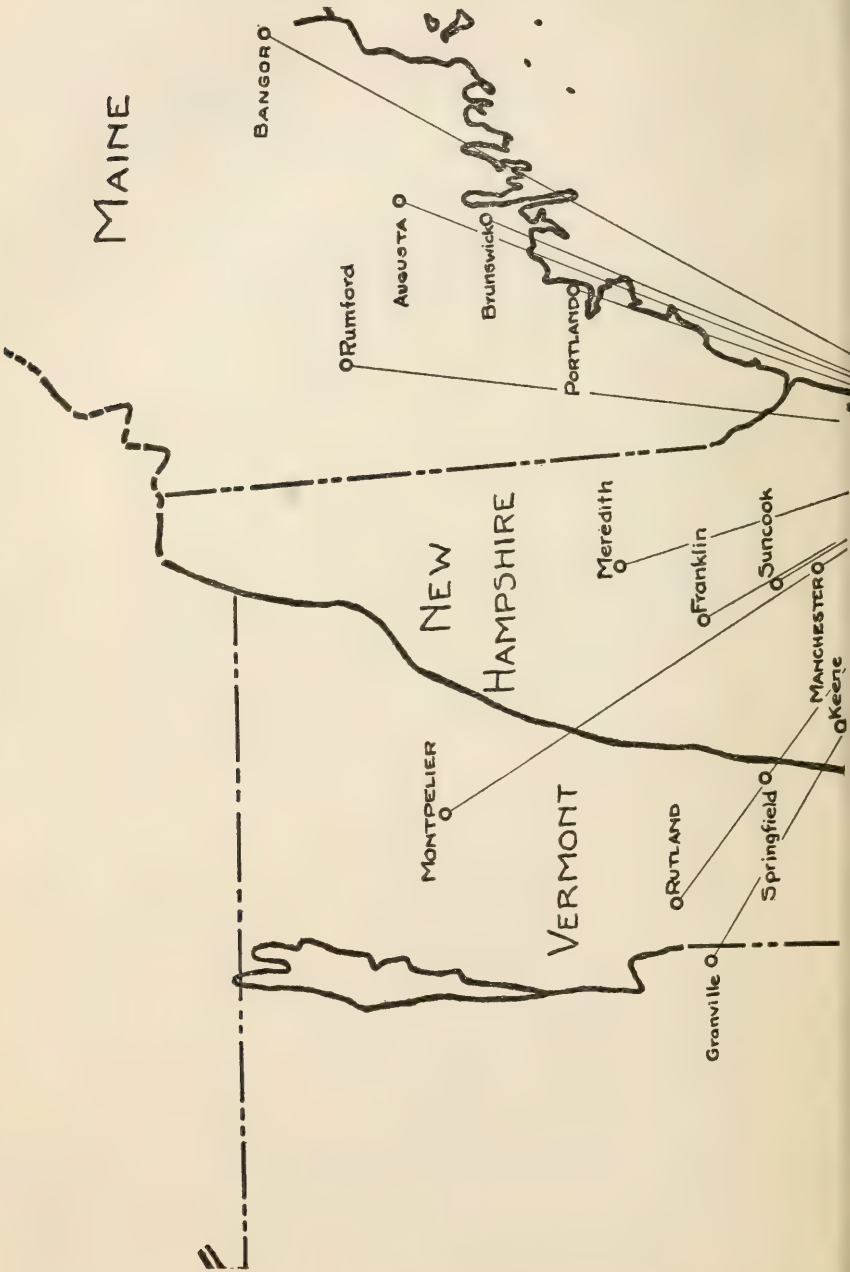 MAINE
BANGOR
AUGUSTA
Rumford
Brunswick
PORTLAND
NEW
HAMPSHIRE
Meredith
Franklin
Suncook
MANCHESTER
Keene
MONTPELIER
VERMONT
RUTLAND
Springfield
Granville